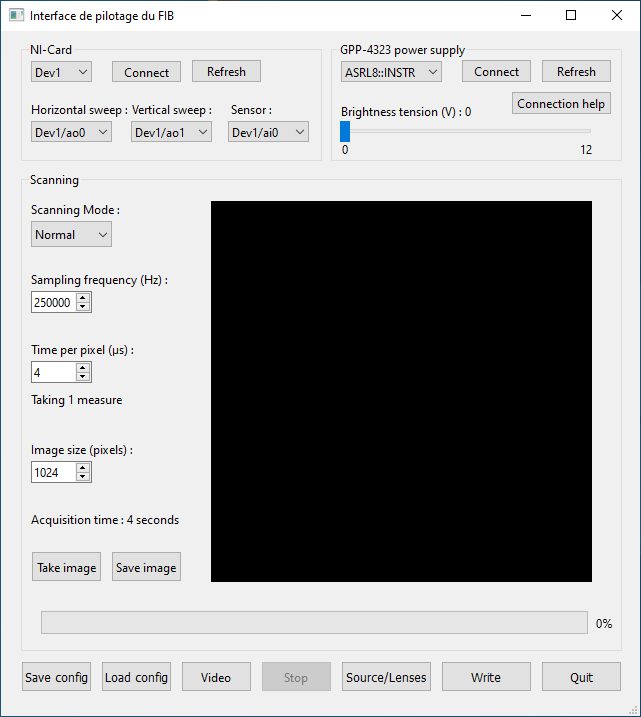 Interface de pilotage du FIB
NI-Card
Dev1 Connect Refresh
Horizontal sweep : Vertical sweep : Sensor :
Dev1/ao0 Dev1/ao1 Dev1/ai0
GPP-4323 power supply
ASRL8::INSTR Connect Refresh
Connection help
Brightness tension (V) : 0
0 12
Scanning
Scanning Mode :
Normal
Sampling frequency (Hz) :
250000
Time per pixel (µs) :
4
Taking 1 measure
Image size (pixels) :
1024
Acquisition time : 4 seconds
Take image Save image
0%
Save config Load config Video Stop Source/Lenses Write Quit